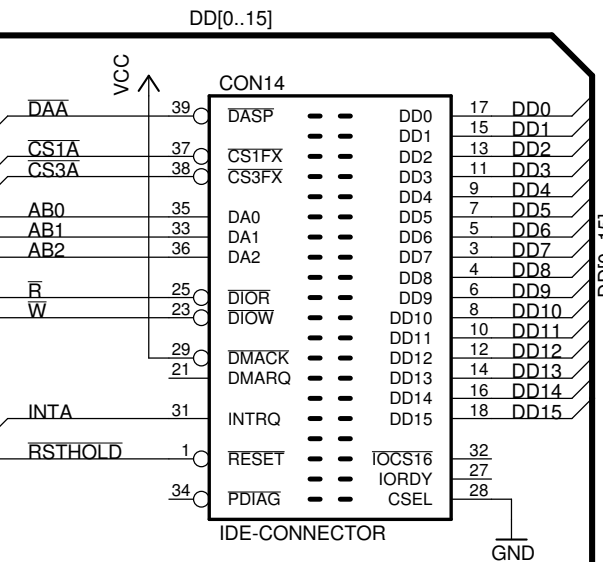 DD[0..15]
VCC
CON14
DAA 39 DASP DD0 17 DD0
DD1 15 DD1
CS1A 37 CS1FX DD2 13 DD2
CS3A 38 CS3FX DD3 11 DD3
DD4 9 DD4
AB0 35 DA0 DD5 7 DD5
AB1 33 DA1 DD6 5 DD6
AB2 36 DA2 DD7 3 DD7
DD8 4 DD8
R 25 DIOR DD9 6 DD9
W 23 DIOW DD10 8 DD10
DD11 10 DD11
29 DMACK DD12 12 DD12
21 DMARQ DD13 14 DD13
DD14 16 DD14
INTA 31 INTRQ DD15 18 DD15
RSTHOLD 1 RESET IOCS16 32
IORDY 27
34 PDIAG CSEL 28
IDE-CONNECTOR
GND